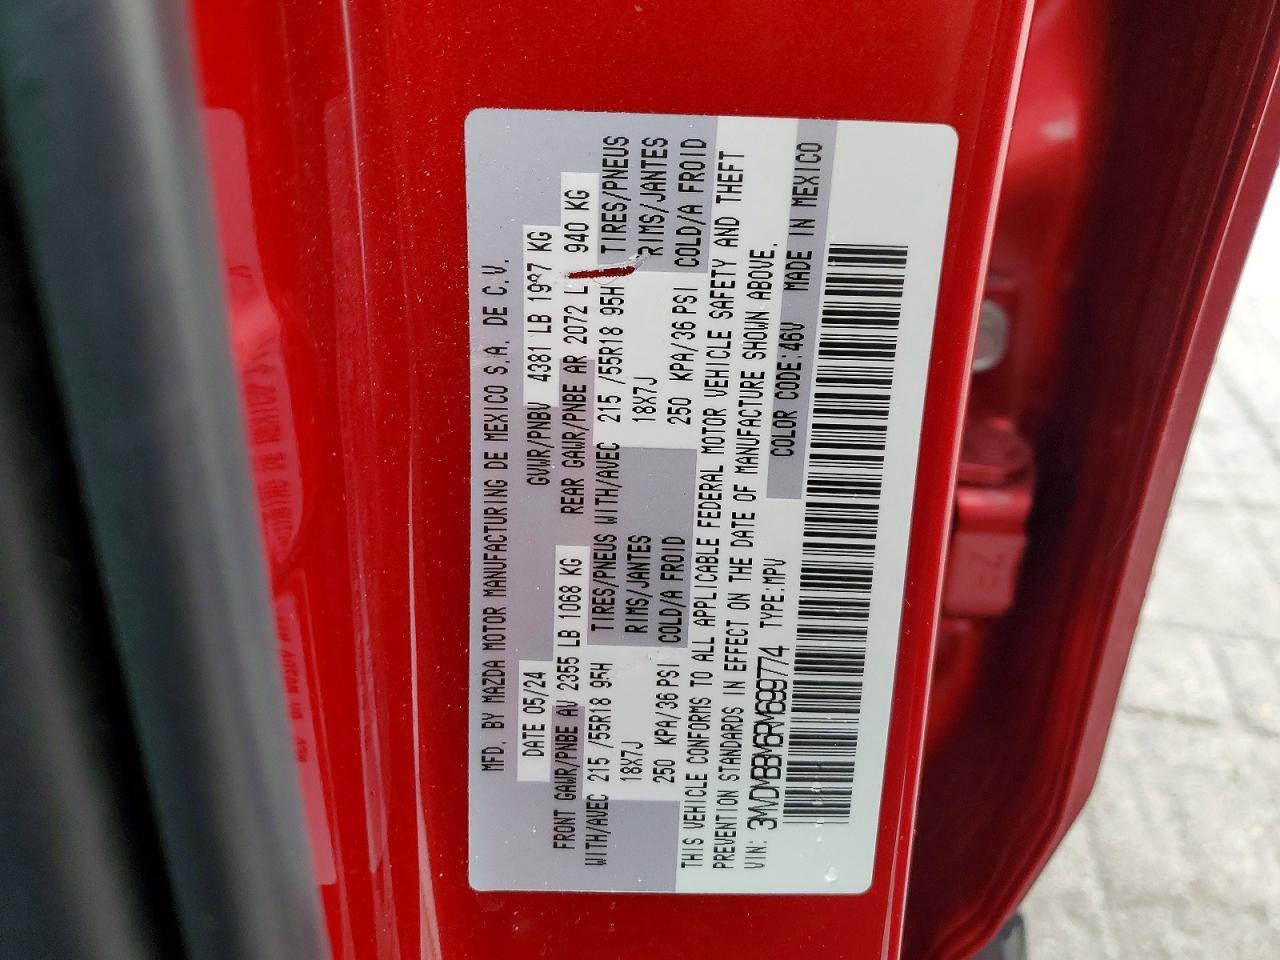 MFD. BY MAZDA MOTOR MANUFACTURING DE MEXICO S.A. DE C.V.
DATE 05/24 GVWR/PNBV 4381 LB KG
FRONT GAWR/PNBE AV 2355 LB 1068 KG REAR GAWR/PNBE AR 2072 L 940 KG
WITH/AVEC 215 /55R18 95H TIRES/PNEUS WITH/AVEC 215 /55R18 95H TIRES/PNEUS
18X7J RIMS/JANTES 18X7J RIMS/JANTES
250 KPA/36 PSI COLD/A FROID 250 KPA/36 PSI COLD/A FROID
THIS VEHICLE CONFORMS TO ALL APPLICABLE FEDERAL MOTOR VEHICLE SAFETY AND THEFT
PREVENTION STANDARDS IN EFFECT ON THE DATE OF MANUFACTURE SHOWN ABOVE.
VIN: 3MVDMBBM6RM699774 TYPE:MPV COLOR CODE:46V MADE IN MEXICO